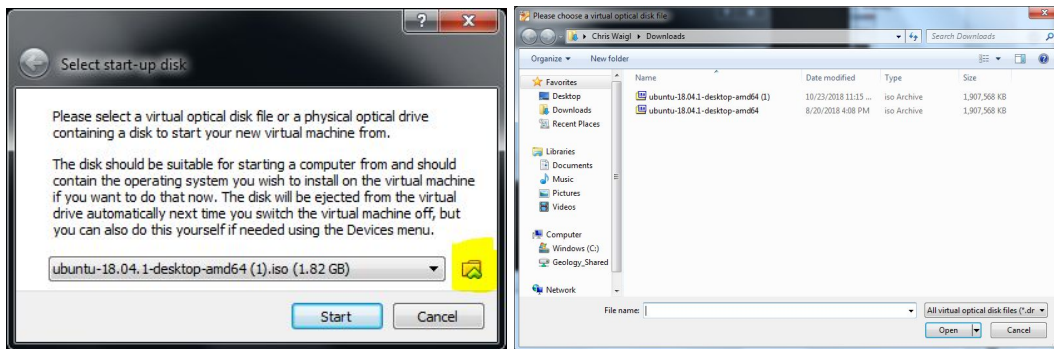 ?
X
Select start-up disk
Please select a virtual optical disk file or a physical optical drive
containing a disk to start your new virtual machine from.
The disk should be suitable for starting a computer from and should
contain the operating system you wish to install on the virtual machine
if you want to do that now. The disk will be ejected from the virtual
drive automatically next time you switch the virtual machine off, but
you can also do this yourself if needed using the Devices menu.
ubuntu-18.04.1-desktop-amd64 (1).iso (1.82 GB)
Start Cancel
Please choose a virtual optical disk file
Chris Waigl Downloads Search Downloads
Organize New folder
Favorites
Desktop
Downloads
Recent Places
Libraries
Documents
Music
Pictures
Videos
Computer
Windows (C:)
Geology_Shared
Network
Name Date modified Type Size
ubuntu-18.04.1-desktop-amd64 (1) 10/23/2018 11:15 ... iso Archive 1,907,568 KB
ubuntu-18.04.1-desktop-amd64 8/20/2018 4:08 PM iso Archive 1,907,568 KB
File name: All virtual optical disk files (*.dr
Open Cancel